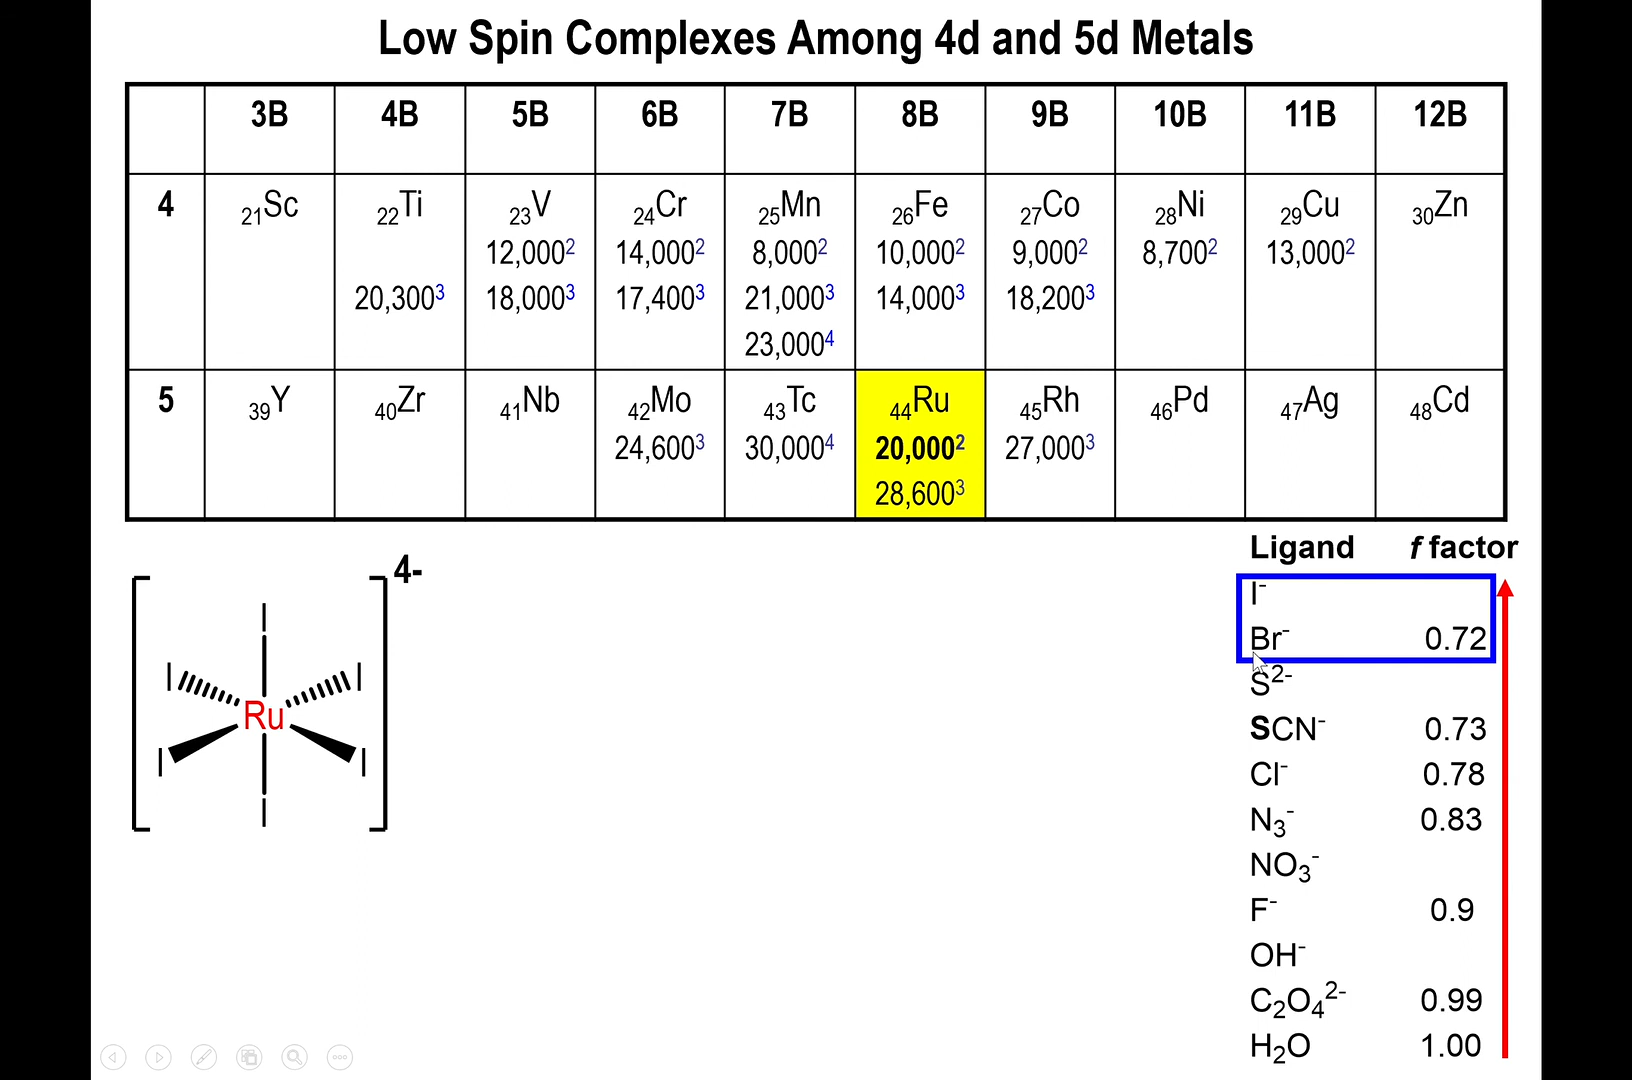 Low Spin Complexes Among 4d and 5d Metals
3B 4B 5B 6B 7B 8B 9B 10B 11B 12B
4 ₂₁Sc ₂₂Ti ₂₃V ₂₄Cr ₂₅Mn ₂₆Fe ₂₇Co ₂₈Ni ₂₉Cu ₃₀Zn
12,000² 14,000² 8,000² 10,000² 9,000² 8,700² 13,000²
20,300³ 18,000³ 17,400³ 21,000³ 14,000³ 18,200³
23,000⁴
5 ₃₉Y ₄₀Zr ₄₁Nb ₄₂Mo ₄₃Tc ₄₄Ru ₄₅Rh ₄₆Pd ₄₇Ag ₄₈Cd
24,600³ 30,000⁴ 20,000² 27,000³
28,600³
4-
I
I I
Ru
I I
I
Ligand f factor
I⁻
Br⁻ 0.72
S²⁻
SCN⁻ 0.73
Cl⁻ 0.78
N₃⁻ 0.83
NO₃⁻
F⁻ 0.9
OH⁻
C₂O₄²⁻ 0.99
H₂O 1.00